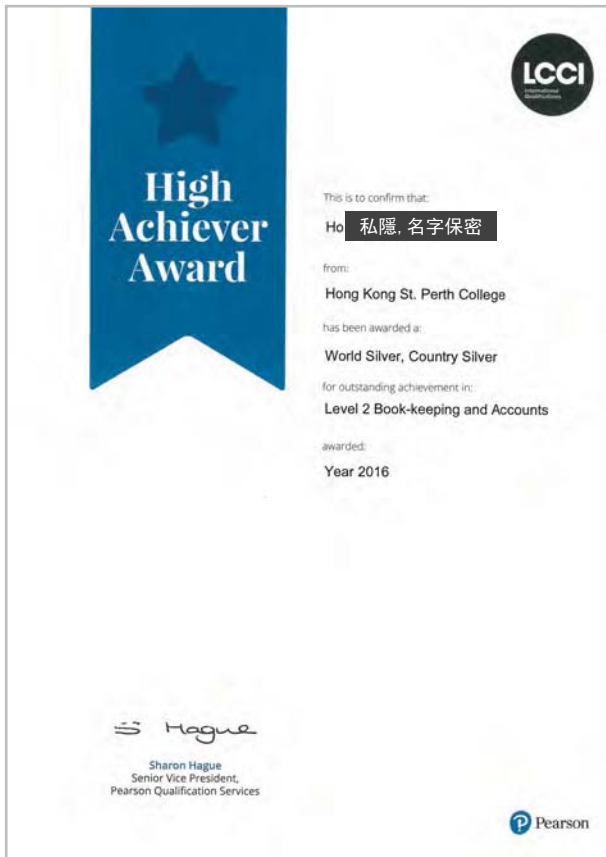 High
Achiever
Award
LCCI
International
Qualifications
This is to confirm that:
Ho 私隱, 名字保密
from:
Hong Kong St. Perth College
has been awarded a:
World Silver, Country Silver
for outstanding achievement in:
Level 2 Book-keeping and Accounts
awarded:
Year 2016
S Hague
Sharon Hague
Senior Vice President,
Pearson Qualification Services
Pearson